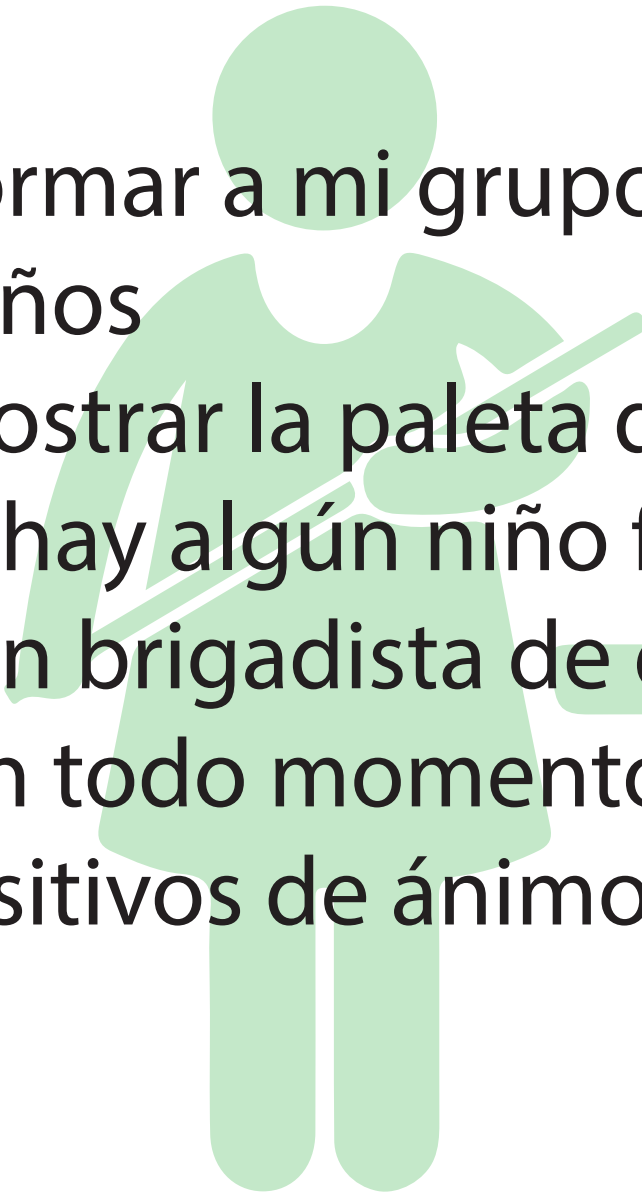 ormar a mi grupo
ños
ostrar la paleta
hay algún niño
n brigadista de
n todo momento
sitivos de ánimo